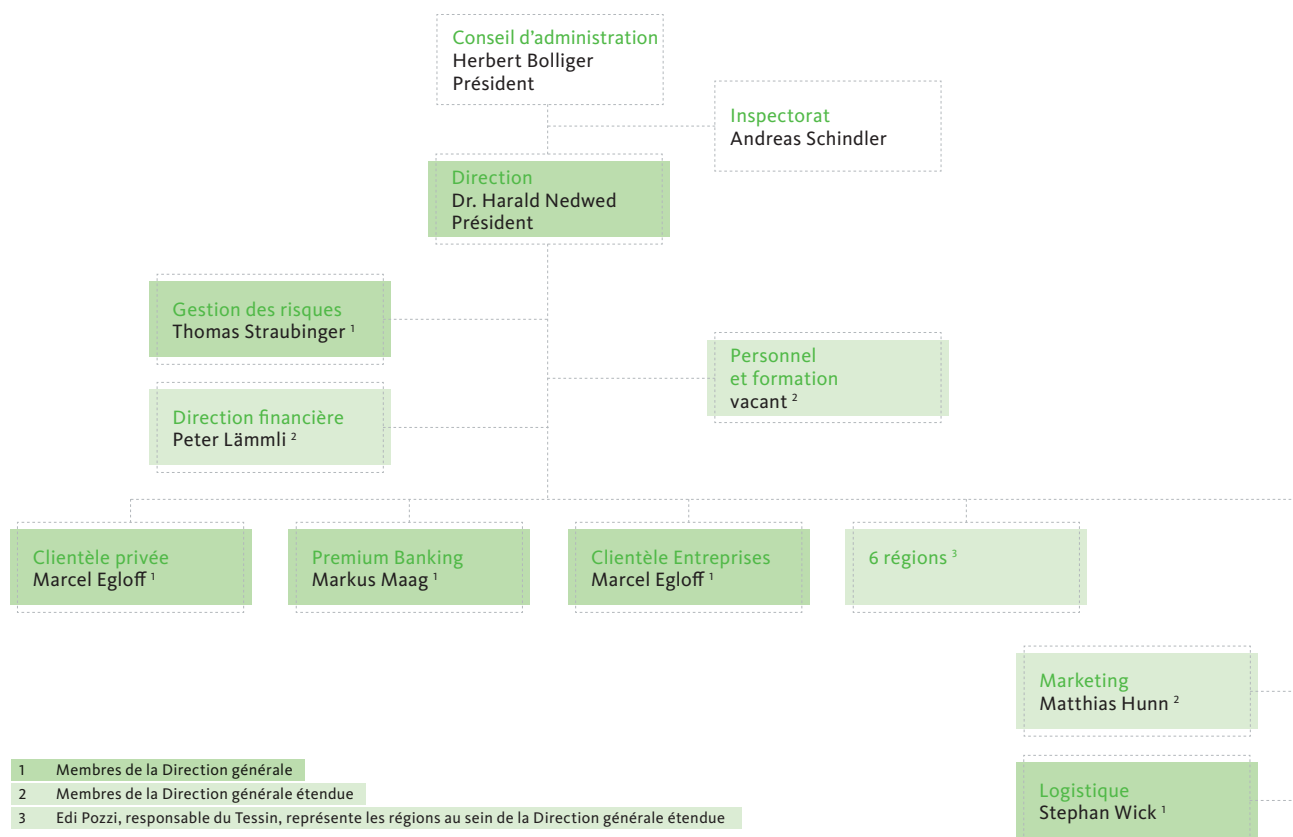 Conseil d'administration
Herbert Bolliger
Président
Inspectorat
Andreas Schindler
Direction
Dr. Harald Nedwed
Président
Gestion des risques
Thomas Straubinger ¹
Personnel
et formation
vacant ²
Direction financière
Peter Lämmli ²
Clientèle privée
Marcel Egloff ¹
Premium Banking
Markus Maag ¹
Clientèle Entreprises
Marcel Egloff ¹
6 régions ³
Marketing
Matthias Hunn ²
Logistique
Stephan Wick ¹
1 Membres de la Direction générale
2 Membres de la Direction générale étendue
3 Edi Pozzi, responsable du Tessin, représente les régions au sein de la Direction générale étendue